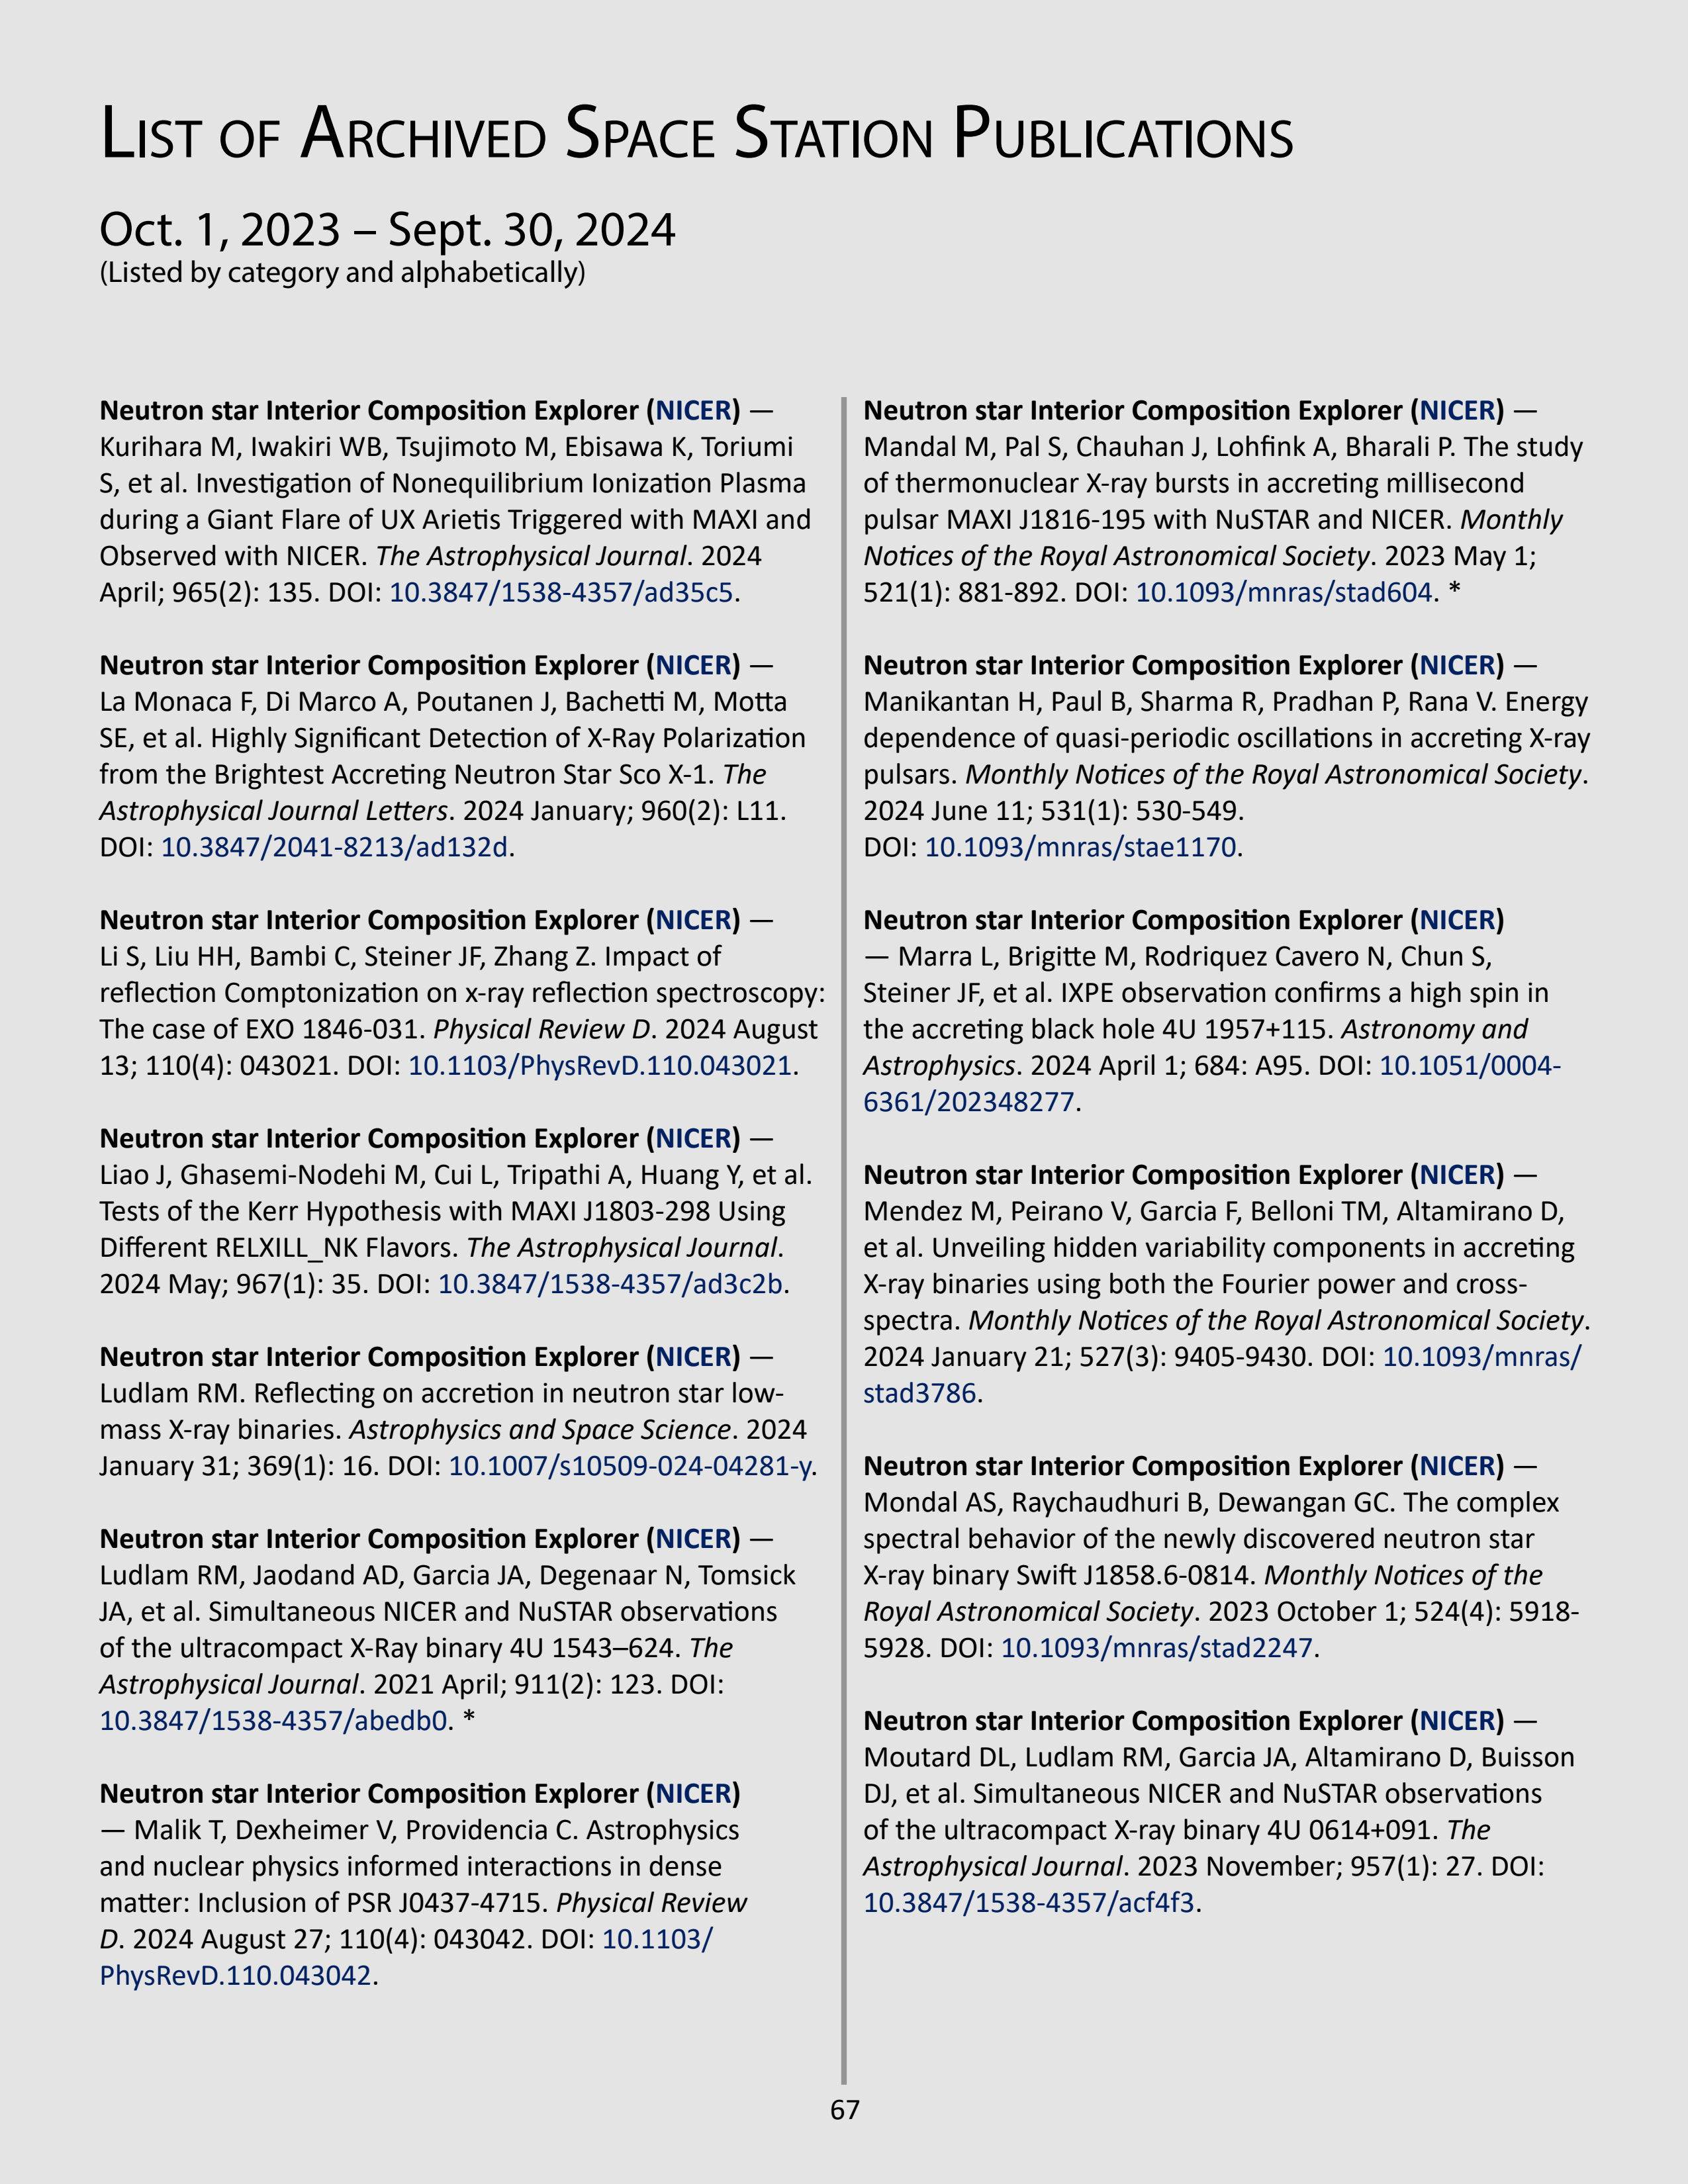 List of Archived Space Station Publications
Oct. 1, 2023 – Sept. 30, 2024
(Listed by category and alphabetically)
Neutron star Interior Composition Explorer (NICER) —
Kurihara M, Iwakiri WB, Tsujimoto M, Ebisawa K, Toriumi
S, et al. Investigation of Nonequilibrium Ionization Plasma
during a Giant Flare of UX Arietis Triggered with MAXI and
Observed with NICER. The Astrophysical Journal. 2024
April; 965(2): 135. DOI: 10.3847/1538-4357/ad35c5.
Neutron star Interior Composition Explorer (NICER) —
La Monaca F, Di Marco A, Poutanen J, Bachetti M, Motta
SE, et al. Highly Significant Detection of X-Ray Polarization
from the Brightest Accreting Neutron Star Sco X-1. The
Astrophysical Journal Letters. 2024 January; 960(2): L11.
DOI: 10.3847/2041-8213/ad132d.
Neutron star Interior Composition Explorer (NICER) —
Li S, Liu HH, Bambi C, Steiner JF, Zhang Z. Impact of
reflection Comptonization on x-ray reflection spectroscopy:
The case of EXO 1846-031. Physical Review D. 2024 August
13; 110(4): 043021. DOI: 10.1103/PhysRevD.110.043021.
Neutron star Interior Composition Explorer (NICER) —
Liao J, Ghasemi-Nodehi M, Cui L, Tripathi A, Huang Y, et al.
Tests of the Kerr Hypothesis with MAXI J1803-298 Using
Different RELXILL_NK Flavors. The Astrophysical Journal.
2024 May; 967(1): 35. DOI: 10.3847/1538-4357/ad3c2b.
Neutron star Interior Composition Explorer (NICER) —
Ludlam RM. Reflecting on accretion in neutron star low-
mass X-ray binaries. Astrophysics and Space Science. 2024
January 31; 369(1): 16. DOI: 10.1007/s10509-024-04281-y.
Neutron star Interior Composition Explorer (NICER) —
Ludlam RM, Jaodand AD, Garcia JA, Degenaar N, Tomsick
JA, et al. Simultaneous NICER and NuSTAR observations
of the ultracompact X-Ray binary 4U 1543–624. The
Astrophysical Journal. 2021 April; 911(2): 123. DOI:
10.3847/1538-4357/abedb0. *
Neutron star Interior Composition Explorer (NICER)
— Malik T, Dexheimer V, Providencia C. Astrophysics
and nuclear physics informed interactions in dense
matter: Inclusion of PSR J0437-4715. Physical Review
D. 2024 August 27; 110(4): 043042. DOI: 10.1103/
PhysRevD.110.043042.
Neutron star Interior Composition Explorer (NICER) —
Mandal M, Pal S, Chauhan J, Lohfink A, Bharali P. The study
of thermonuclear X-ray bursts in accreting millisecond
pulsar MAXI J1816-195 with NuSTAR and NICER. Monthly
Notices of the Royal Astronomical Society. 2023 May 1;
521(1): 881-892. DOI: 10.1093/mnras/stad604. *
Neutron star Interior Composition Explorer (NICER) —
Manikantan H, Paul B, Sharma R, Pradhan P, Rana V. Energy
dependence of quasi-periodic oscillations in accreting X-ray
pulsars. Monthly Notices of the Royal Astronomical Society.
2024 June 11; 531(1): 530-549.
DOI: 10.1093/mnras/stae1170.
Neutron star Interior Composition Explorer (NICER)
— Marra L, Brigitte M, Rodriquez Cavero N, Chun S,
Steiner JF, et al. IXPE observation confirms a high spin in
the accreting black hole 4U 1957+115. Astronomy and
Astrophysics. 2024 April 1; 684: A95. DOI: 10.1051/0004-
6361/202348277.
Neutron star Interior Composition Explorer (NICER) —
Mendez M, Peirano V, Garcia F, Belloni TM, Altamirano D,
et al. Unveiling hidden variability components in accreting
X-ray binaries using both the Fourier power and cross-
spectra. Monthly Notices of the Royal Astronomical Society.
2024 January 21; 527(3): 9405-9430. DOI: 10.1093/mnras/
stad3786.
Neutron star Interior Composition Explorer (NICER) —
Mondal AS, Raychaudhuri B, Dewangan GC. The complex
spectral behavior of the newly discovered neutron star
X-ray binary Swift J1858.6-0814. Monthly Notices of the
Royal Astronomical Society. 2023 October 1; 524(4): 5918-
5928. DOI: 10.1093/mnras/stad2247.
Neutron star Interior Composition Explorer (NICER) —
Moutard DL, Ludlam RM, Garcia JA, Altamirano D, Buisson
DJ, et al. Simultaneous NICER and NuSTAR observations
of the ultracompact X-ray binary 4U 0614+091. The
Astrophysical Journal. 2023 November; 957(1): 27. DOI:
10.3847/1538-4357/acf4f3.
67